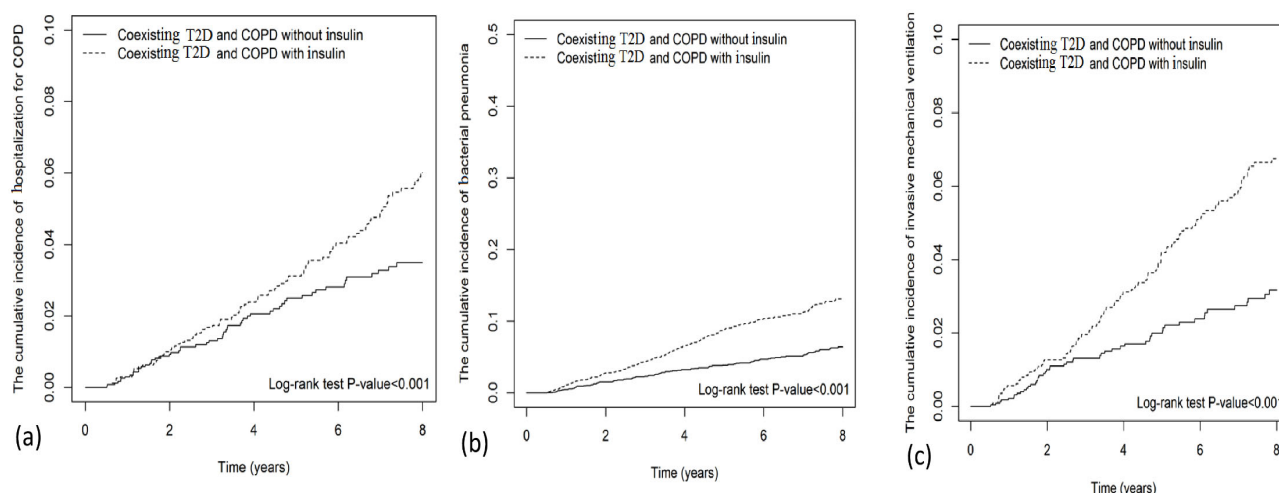 The cumulative incidence of hospitalization for COPD
0.10
0.08
0.06
0.04
0.02
0.00
Coexisting T2D and COPD without insulin
Coexisting T2D and COPD with insulin
Log-rank test P-value<0.001
0 2 4 6 8
Time (years)
(a)
The cumulative incidence of bacterial pneumonia
0.5
0.4
0.3
0.2
0.1
0.0
Coexisting T2D and COPD without insulin
Coexisting T2D and COPD with insulin
Log-rank test P-value<0.001
0 2 4 6 8
Time (years)
(b)
The cumulative incidence of invasive mechanical ventilation
0.10
0.08
0.06
0.04
0.02
0.00
Coexisting T2D and COPD without insulin
Coexisting T2D and COPD with insulin
Log-rank test P-value<0.001
0 2 4 6 8
Time (years)
(c)